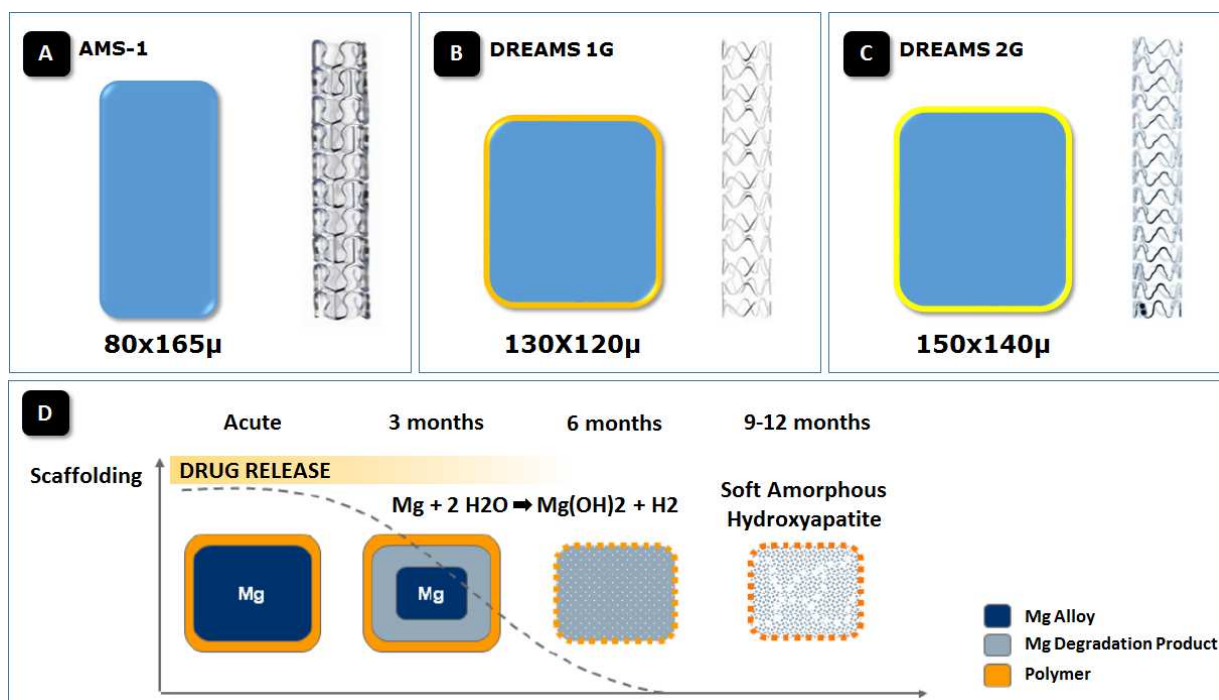 A AMS-1
80x165µ
B DREAMS 1G
130X120µ
C DREAMS 2G
150x140µ
D
Acute 3 months 6 months 9-12 months
Scaffolding
DRUG RELEASE
Mg + 2 H2O ➡ Mg(OH)2 + H2
Soft Amorphous
Hydroxyapatite
Mg
Mg
Mg Alloy
Mg Degradation Product
Polymer